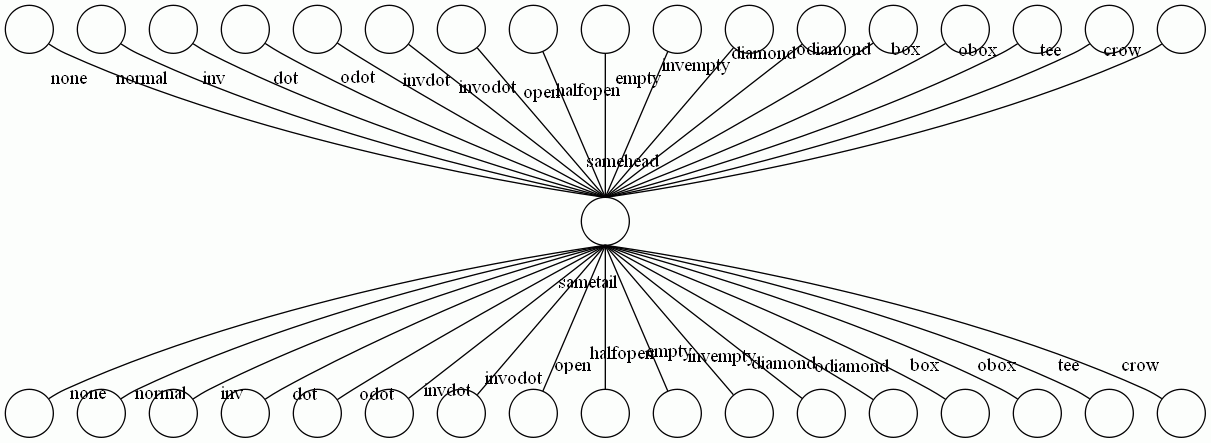 none normal inv dot odot invdot invodot open halfopen empty invempty diamond odiamond box obox tee crow
samehead
sametail
none normal inv dot odot invdot invodot open halfopen empty invempty diamond odiamond box obox tee crow